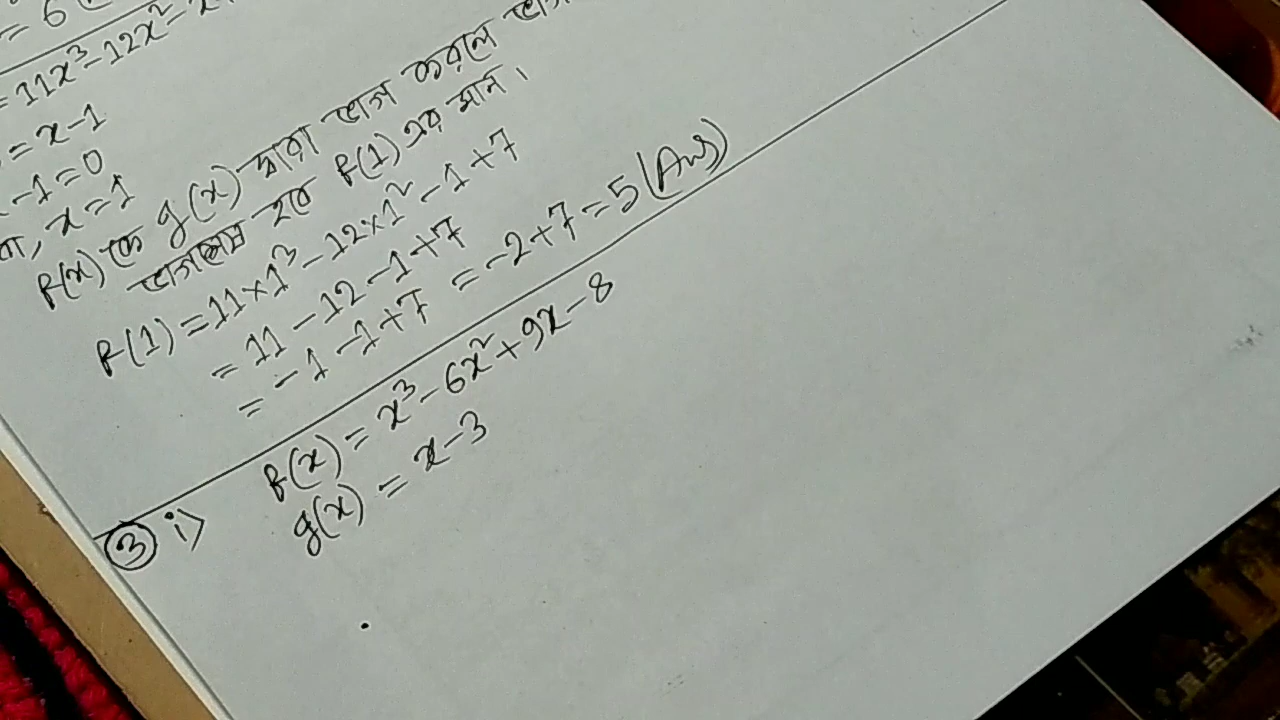 = 6
= 11x³ - 12x² -
= x-1
-1 = 0
বা, x = 1
f(x) কে g(x) দ্বারা ভাগ করলে
ভাগশেষ হবে f(1) এর মান।
f(1) = 11×1³ - 12×1² - 1 + 7
= 11 - 12 - 1 + 7
= -1 - 1 + 7 = -2 + 7 = 5 (Ans)
③ i> f(x) = x³ - 6x² + 9x - 8
g(x) = x - 3